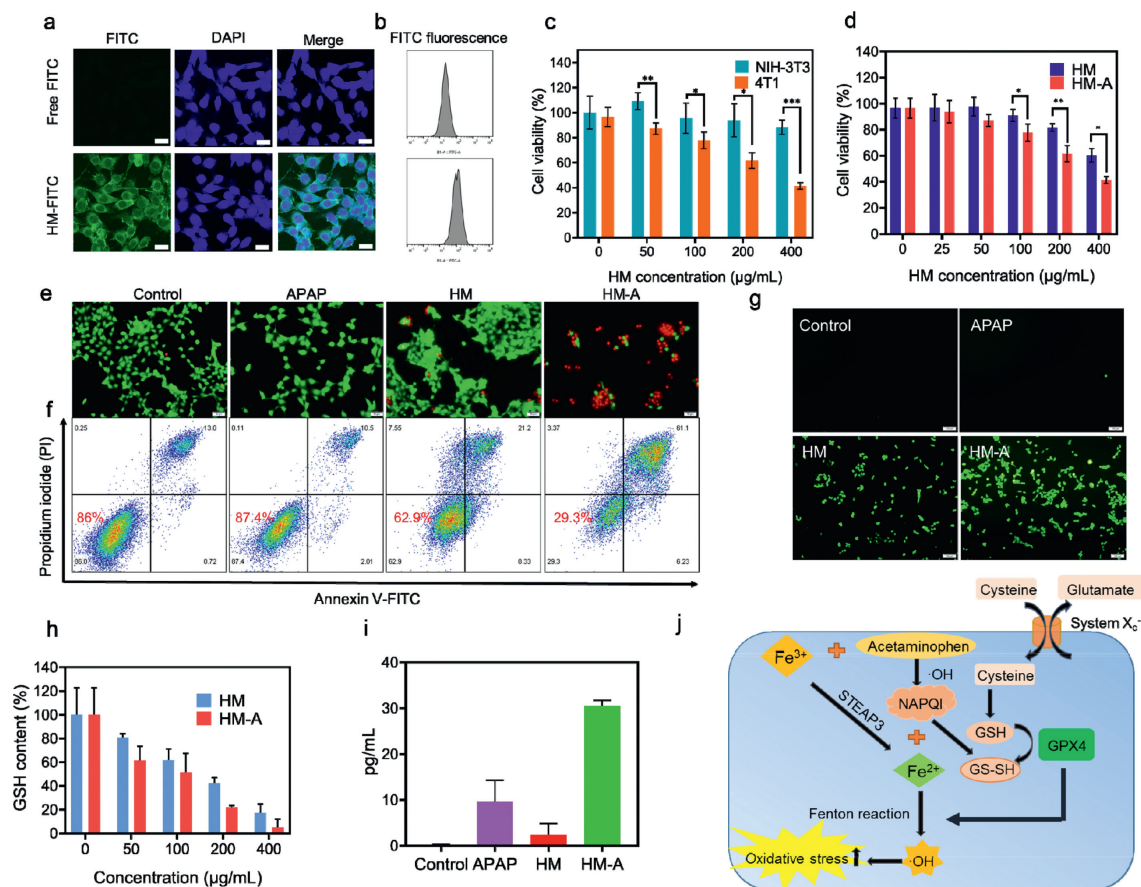 a
FITC
DAPI
Merge
Free FITC
HM-FITC
b
FITC fluorescence
c
Cell viability (%)
140
120
100
80
60
40
20
0
NIH-3T3
4T1
**
*
*
***
0 50 100 200 400
HM concentration (µg/mL)
d
Cell viability (%)
140
120
100
80
60
40
20
0
HM
HM-A
*
**
0 25 50 100 200 400
HM concentration (µg/mL)
e
Control APAP HM HM-A
f
Propidium iodide (PI)
0.25 13.0
86%
0.72
0.11 10.5
87.4%
87.4 2.01
7.55 21.2
62.9%
62.9 8.33
3.37 61.1
29.3%
29.3 6.23
Annexin V-FITC
g
Control
APAP
HM
HM-A
h
GSH content (%)
140
120
100
80
60
40
20
0
HM
HM-A
0 50 100 200 400
Concentration (µg/mL)
i
pg/mL
40
30
20
10
0
Control APAP HM HM-A
j
Cysteine
Glutamate
System Xc⁻
Fe³⁺
Acetaminophen
·OH
Cysteine
STEAP3
NAPQI
GSH
GPX4
Fe²⁺
GS-SH
Fenton reaction
Oxidative stress
·OH